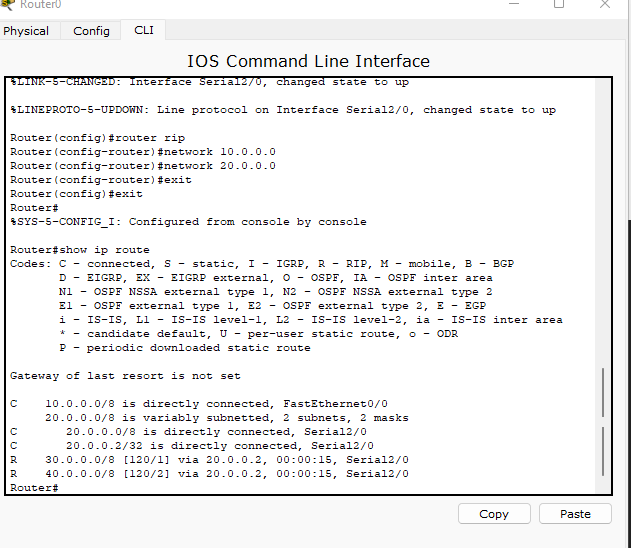 Router0
Physical Config CLI
IOS Command Line Interface
%LINK-5-CHANGED: Interface Serial2/0, changed state to up
%LINEPROTO-5-UPDOWN: Line protocol on Interface Serial2/0, changed state to up
Router(config)#router rip
Router(config-router)#network 10.0.0.0
Router(config-router)#network 20.0.0.0
Router(config-router)#exit
Router(config)#exit
Router#
%SYS-5-CONFIG_I: Configured from console by console
Router#show ip route
Codes: C - connected, S - static, I - IGRP, R - RIP, M - mobile, B - BGP
D - EIGRP, EX - EIGRP external, O - OSPF, IA - OSPF inter area
N1 - OSPF NSSA external type 1, N2 - OSPF NSSA external type 2
E1 - OSPF external type 1, E2 - OSPF external type 2, E - EGP
i - IS-IS, L1 - IS-IS level-1, L2 - IS-IS level-2, ia - IS-IS inter area
* - candidate default, U - per-user static route, o - ODR
P - periodic downloaded static route
Gateway of last resort is not set
C 10.0.0.0/8 is directly connected, FastEthernet0/0
20.0.0.0/8 is variably subnetted, 2 subnets, 2 masks
C 20.0.0.0/8 is directly connected, Serial2/0
C 20.0.0.2/32 is directly connected, Serial2/0
R 30.0.0.0/8 [120/1] via 20.0.0.2, 00:00:15, Serial2/0
R 40.0.0.0/8 [120/2] via 20.0.0.2, 00:00:15, Serial2/0
Router#
Copy Paste